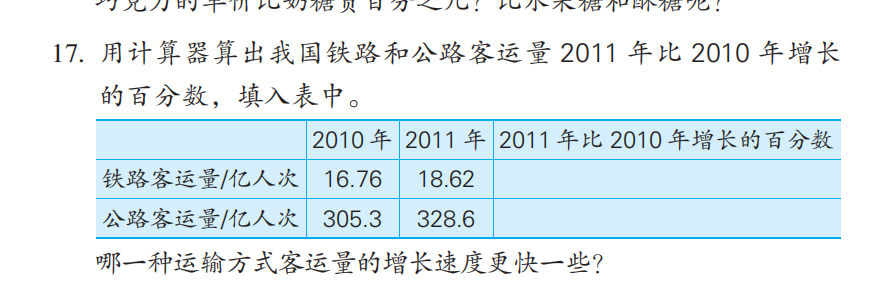 17. 用计算器算出我国铁路和公路客运量 2011 年比 2010 年增长
的百分数，填入表中。
2010 年 2011 年 2011 年比 2010 年增长的百分数
铁路客运量/亿人次 16.76 18.62
公路客运量/亿人次 305.3 328.6
哪一种运输方式客运量的增长速度更快一些?